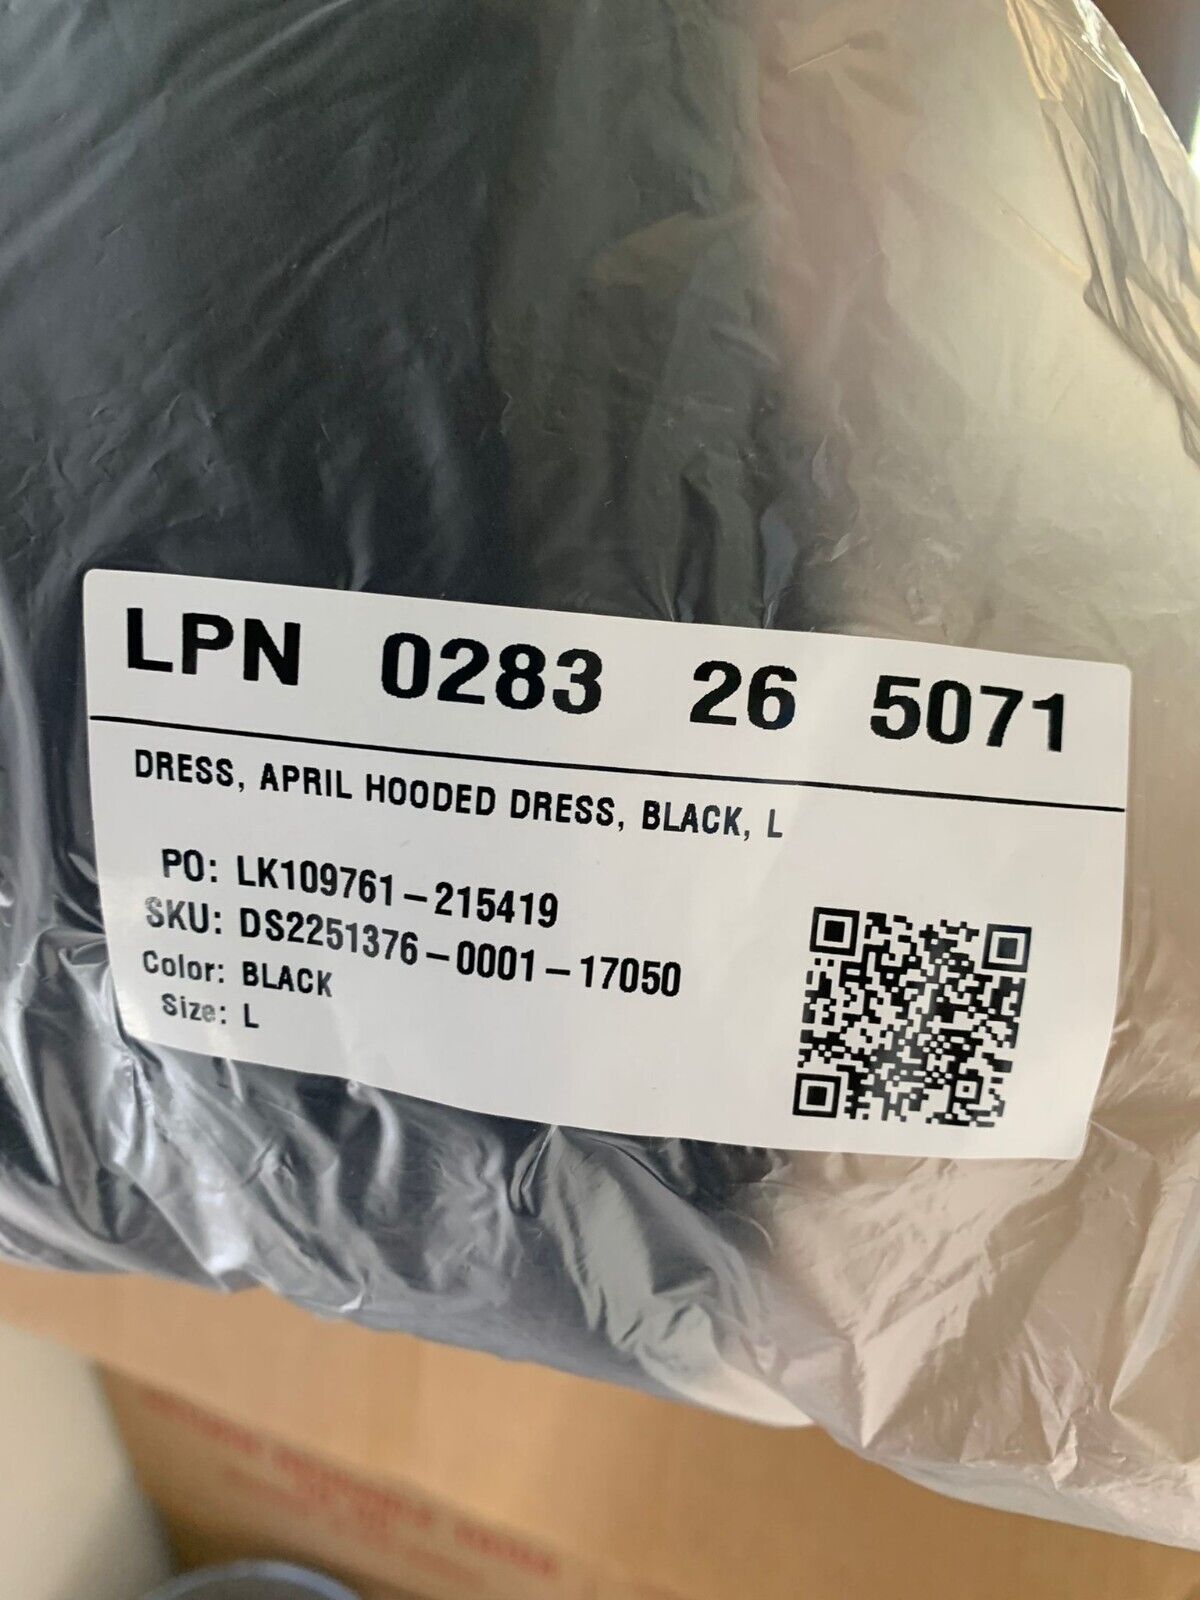 LPN 0283 26 5071
DRESS, APRIL HOODED DRESS, BLACK, L
PO: LK109761-215419
SKU: DS2251376-0001-17050
Color: BLACK
Size: L